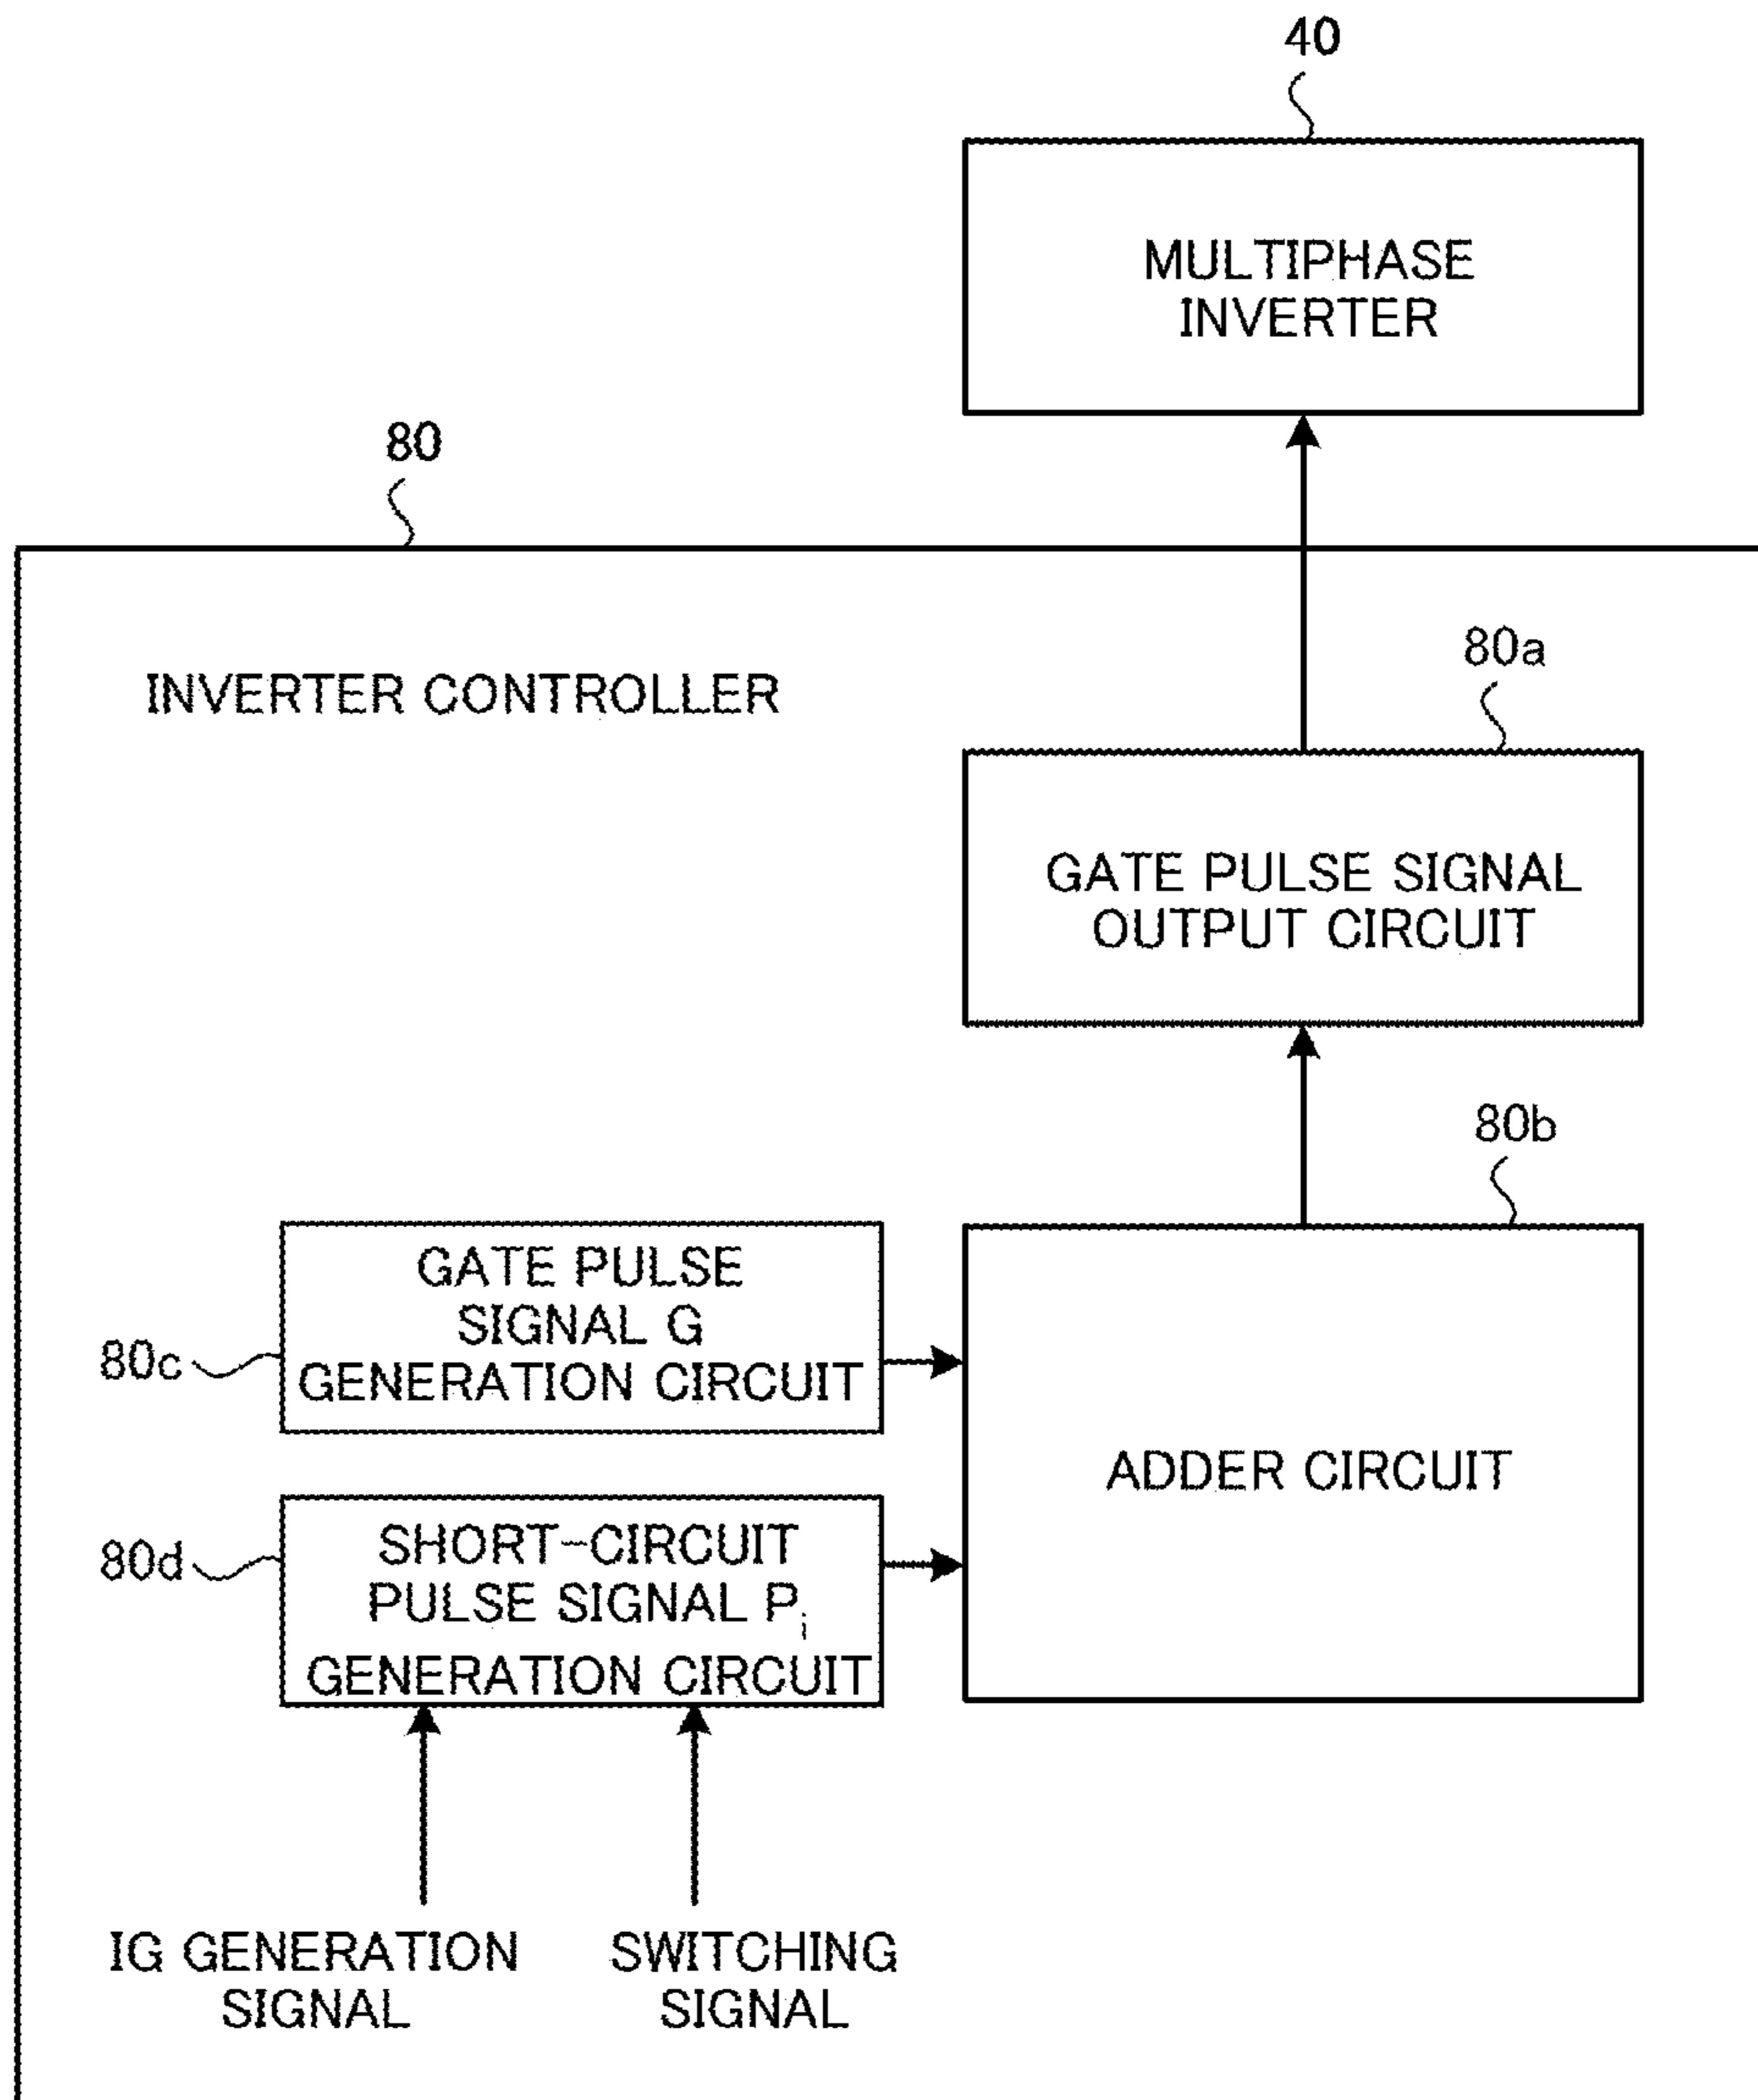 40
MULTIPHASE
INVERTER
80
INVERTER CONTROLLER
80a
GATE PULSE SIGNAL
OUTPUT CIRCUIT
80b
GATE PULSE
SIGNAL G
GENERATION CIRCUIT
80c
ADDER CIRCUIT
SHORT-CIRCUIT
PULSE SIGNAL Pi
GENERATION CIRCUIT
80d
IG GENERATION
SIGNAL
SWITCHING
SIGNAL